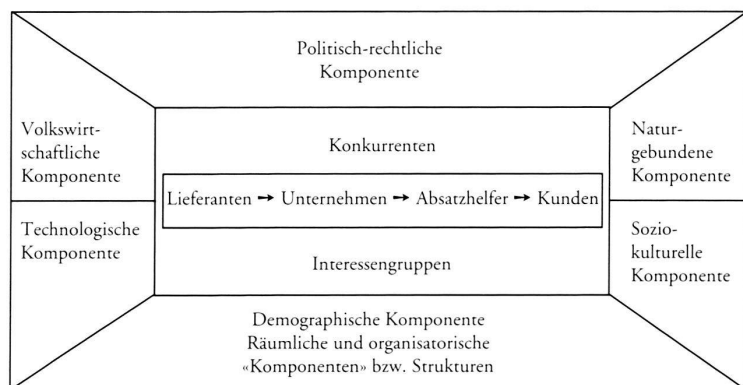 Politisch-rechtliche
Komponente
Volkswirt-
schaftliche
Komponente
Konkurrenten
Natur-
gebundene
Komponente
Lieferanten → Unternehmen → Absatzhelfer → Kunden
Technologische
Komponente
Interessengruppen
Sozio-
kulturelle
Komponente
Demographische Komponente
Räumliche und organisatorische
«Komponenten» bzw. Strukturen